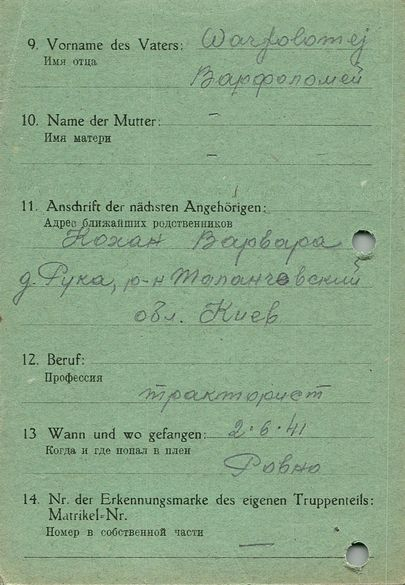 9. Vorname des Vaters: Warfolomej
Имя отца
Варфоломей
10. Name der Mutter: –
Имя матери
–
11. Anschrift der nächsten Angehörigen:
Адрес ближайших родственников
Кохан Варвара
д. Рука, р-н
обл. Киев
12. Beruf:
Профессия
тракторист
13 Wann und wo gefangen: 2·6·41
Когда и где попал в плен
Ровно
14. Nr. der Erkennungsmarke des eigenen Truppenteils:
Matrikel-Nr.
Номер в собственной части
—